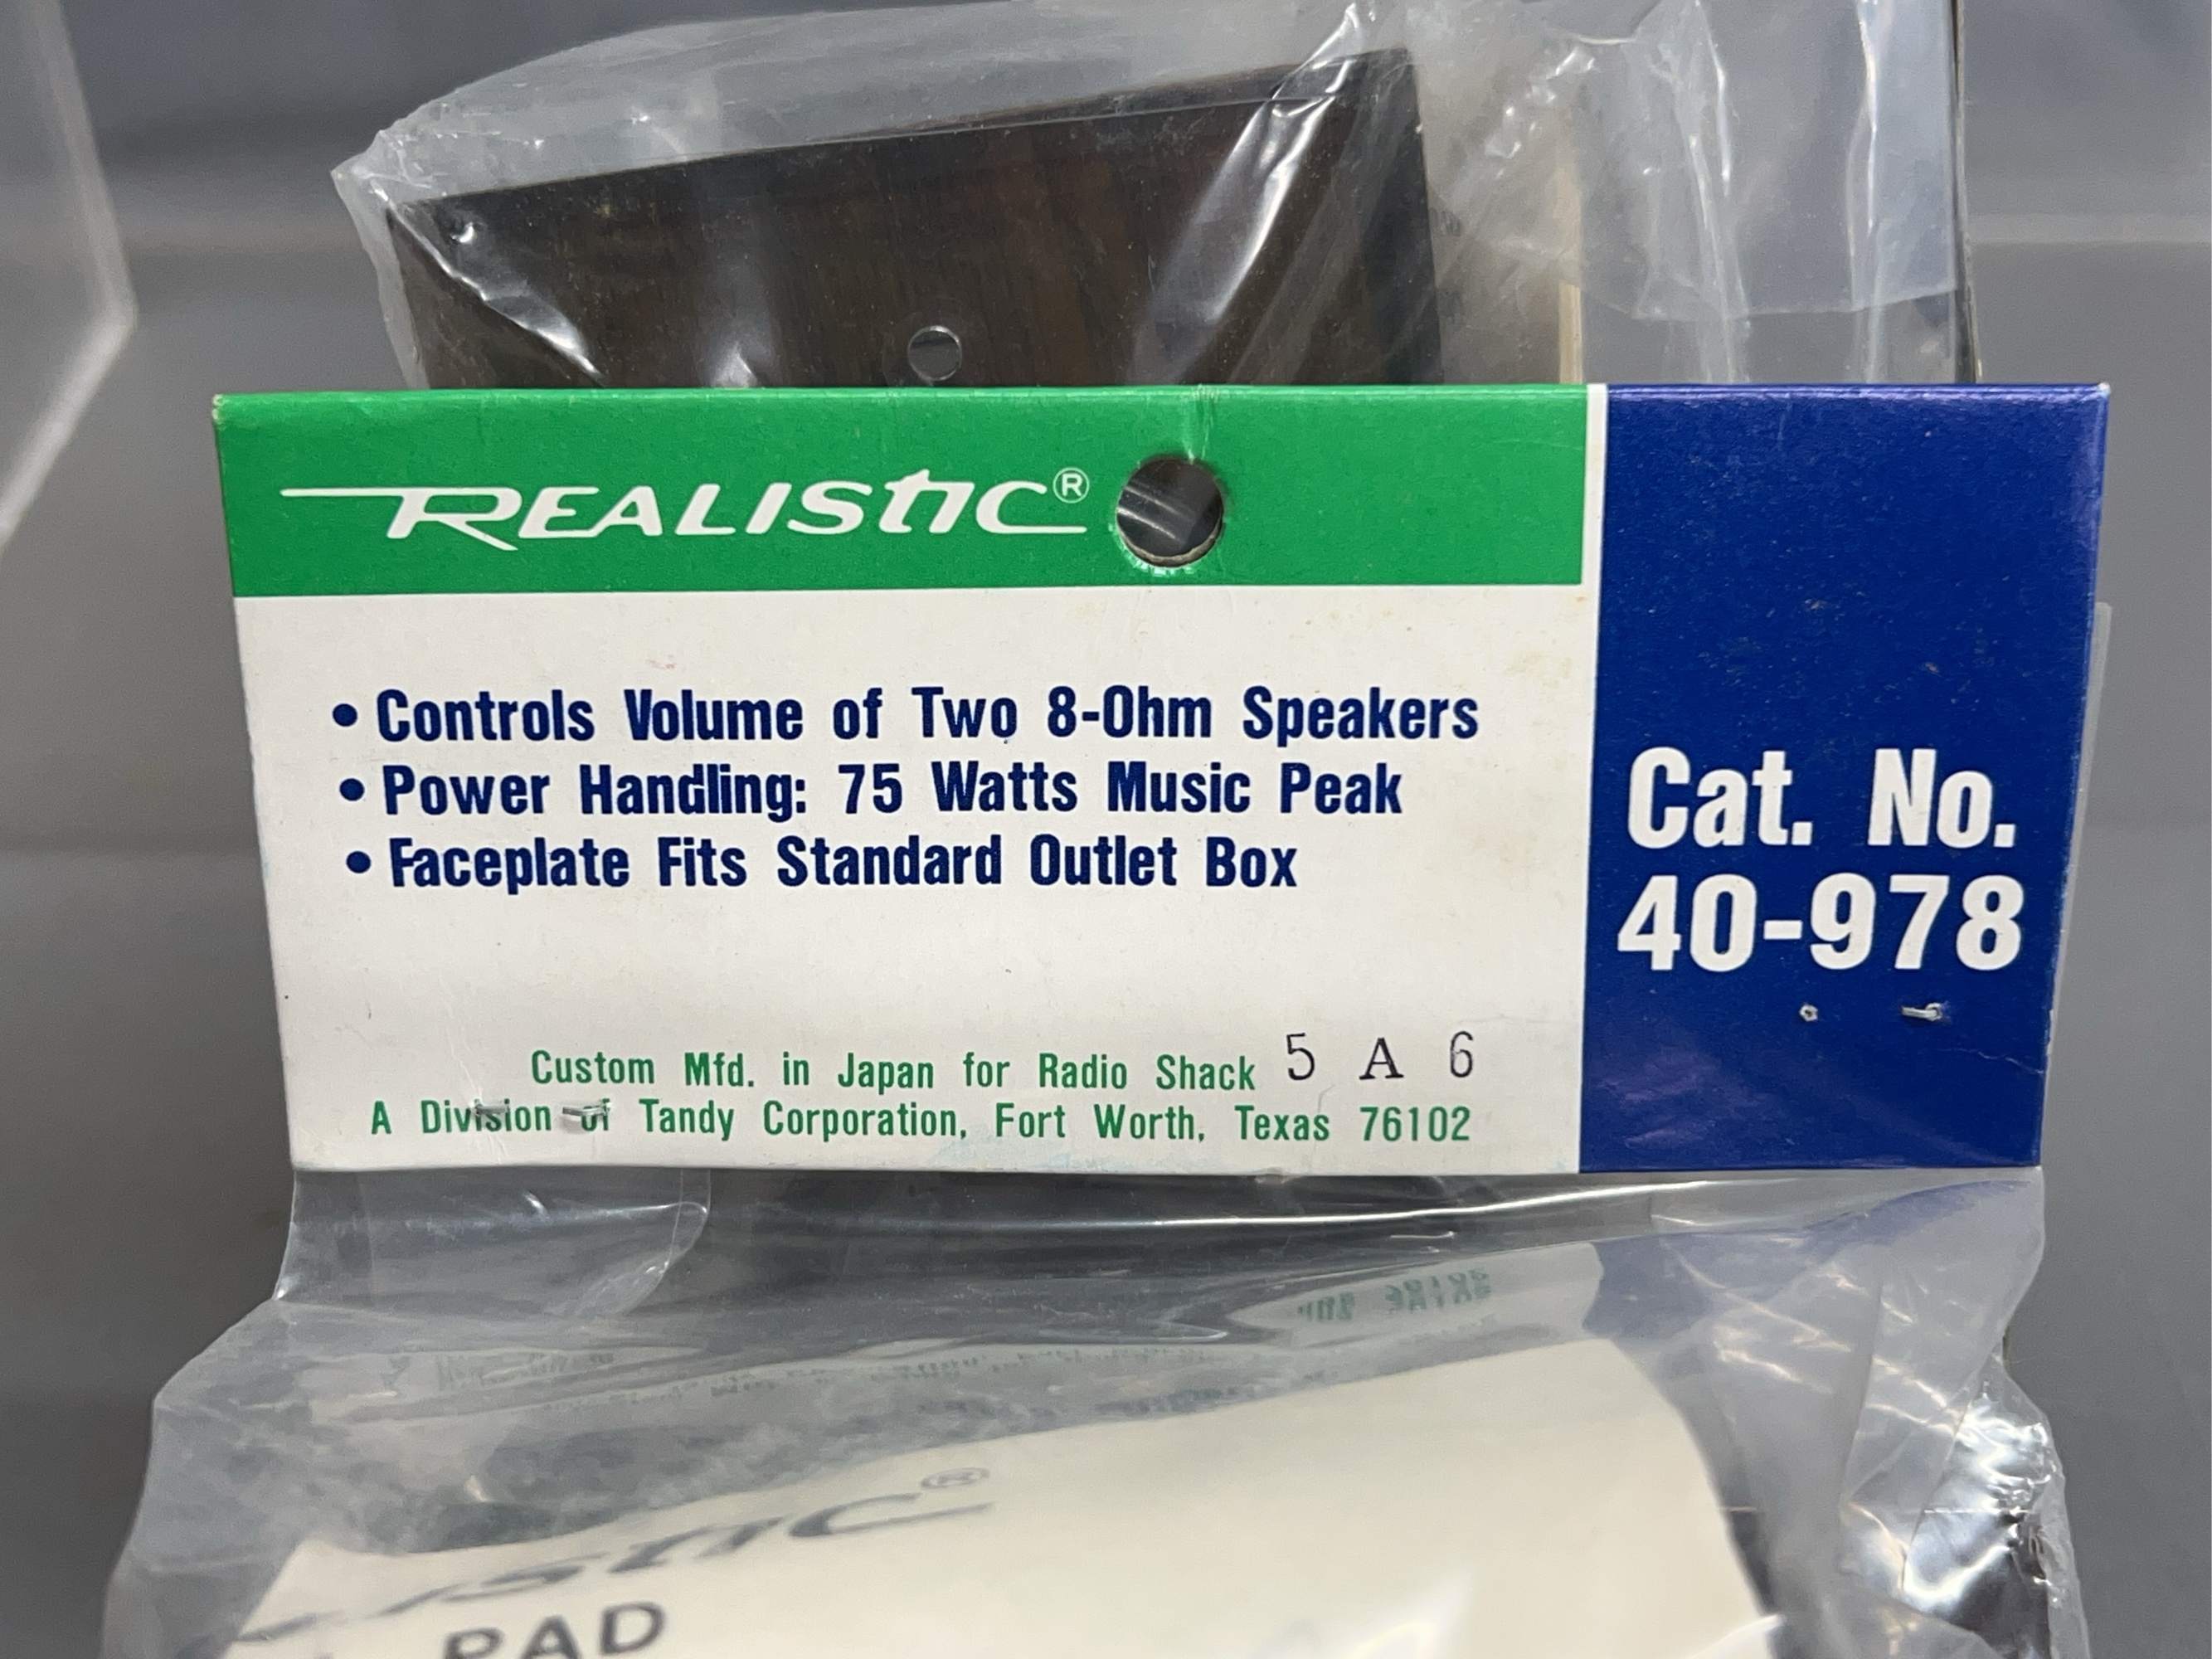 REALISTIC®
• Controls Volume of Two 8-Ohm Speakers
• Power Handling: 75 Watts Music Peak
• Faceplate Fits Standard Outlet Box
Cat. No.
40-978
Custom Mfd. in Japan for Radio Shack 5 A 6
A Division of Tandy Corporation, Fort Worth, Texas 76102
PAD